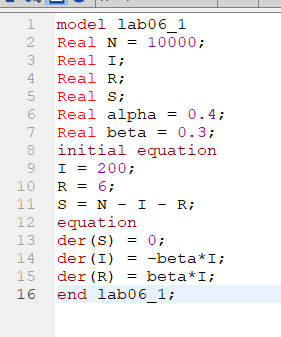 1 model lab06_1
2 Real N = 10000;
3 Real I;
4 Real R;
5 Real S;
6 Real alpha = 0.4;
7 Real beta = 0.3;
8 initial equation
9 I = 200;
10 R = 6;
11 S = N - I - R;
12 equation
13 der(S) = 0;
14 der(I) = -beta*I;
15 der(R) = beta*I;
16 end lab06_1;